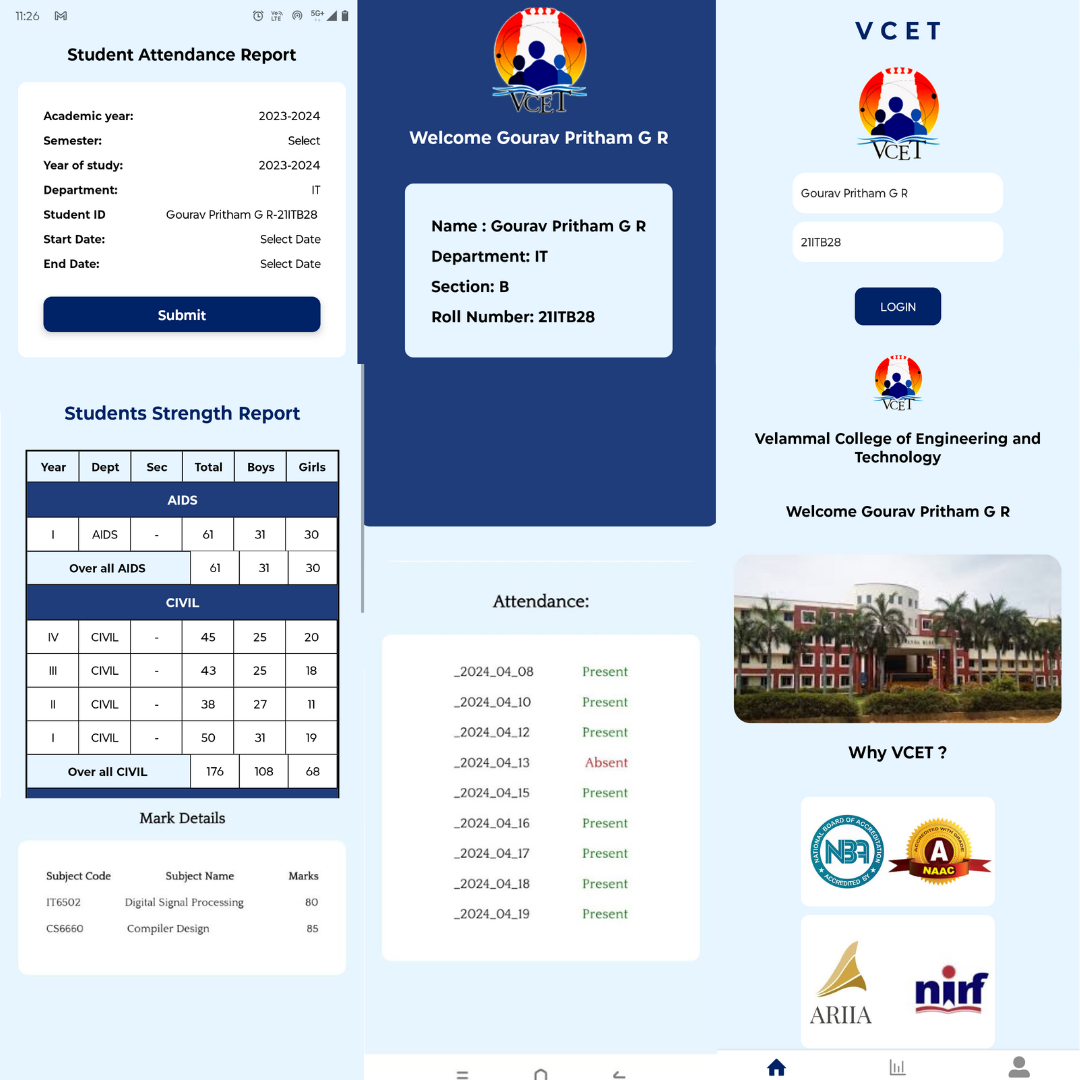 11:26
VoD LTE 5G+
Student Attendance Report
Academic year: 2023-2024
Semester: Select
Year of study: 2023-2024
Department: IT
Student ID Gourav Pritham G R-21ITB28
Start Date: Select Date
End Date: Select Date
Submit
Students Strength Report
Year Dept Sec Total Boys Girls
AIDS
I AIDS - 61 31 30
Over all AIDS 61 31 30
CIVIL
IV CIVIL - 45 25 20
III CIVIL - 43 25 18
II CIVIL - 38 27 11
I CIVIL - 50 31 19
Over all CIVIL 176 108 68
Mark Details
Subject Code Subject Name Marks
IT6502 Digital Signal Processing 80
CS6660 Compiler Design 85
VCET
Welcome Gourav Pritham G R
Name : Gourav Pritham G R
Department: IT
Section: B
Roll Number: 21ITB28
Attendance:
_2024_04_08 Present
_2024_04_10 Present
_2024_04_12 Present
_2024_04_13 Absent
_2024_04_15 Present
_2024_04_16 Present
_2024_04_17 Present
_2024_04_18 Present
_2024_04_19 Present
VCET
VCET
Gourav Pritham G R
21ITB28
LOGIN
VCET
Velammal College of Engineering and
Technology
Welcome Gourav Pritham G R
Why VCET ?
NATIONAL BOARD OF ACCREDITATION
NBA
ACCREDITED BY
ACCREDITED WITH GRADE
A
NAAC
ARIIA
nirf